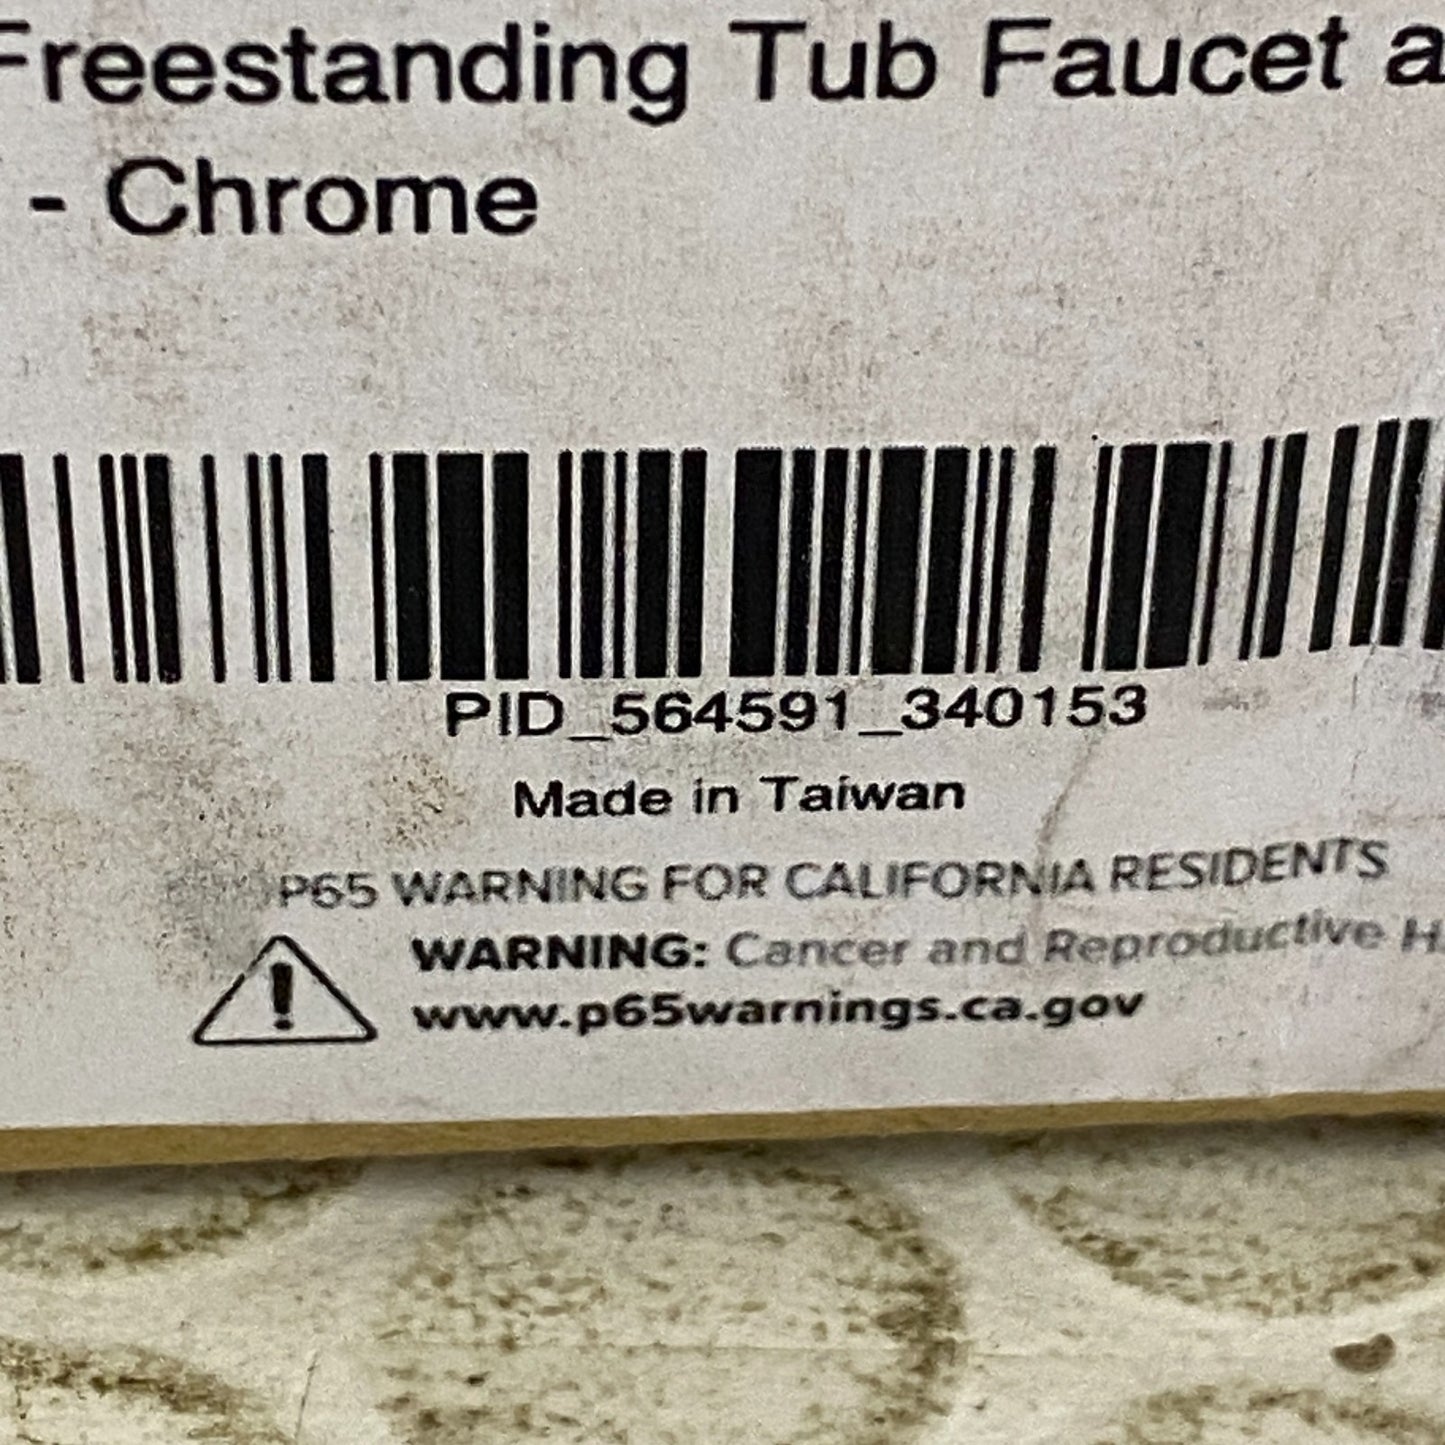 Freestanding Tub Faucet a
- Chrome
PID_564591_340153
Made in Taiwan
P65 WARNING FOR CALIFORNIA RESIDENTS
WARNING: Cancer and Reproductive H
www.p65warnings.ca.gov